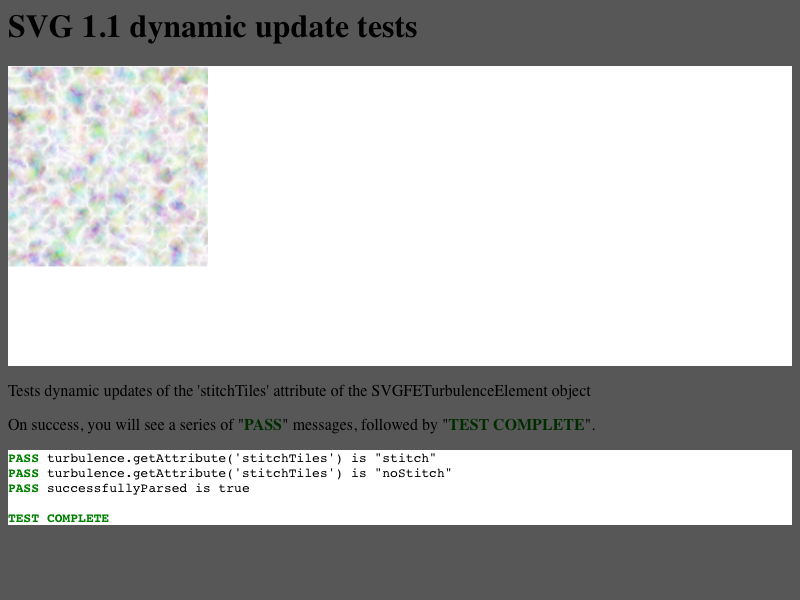 SVG 1.1 dynamic update tests
Tests dynamic updates of the 'stitchTiles' attribute of the SVGFETurbulenceElement object
On success, you will see a series of "PASS" messages, followed by "TEST COMPLETE".
PASS turbulence.getAttribute('stitchTiles') is "stitch"
PASS turbulence.getAttribute('stitchTiles') is "noStitch"
PASS successfullyParsed is true
TEST COMPLETE